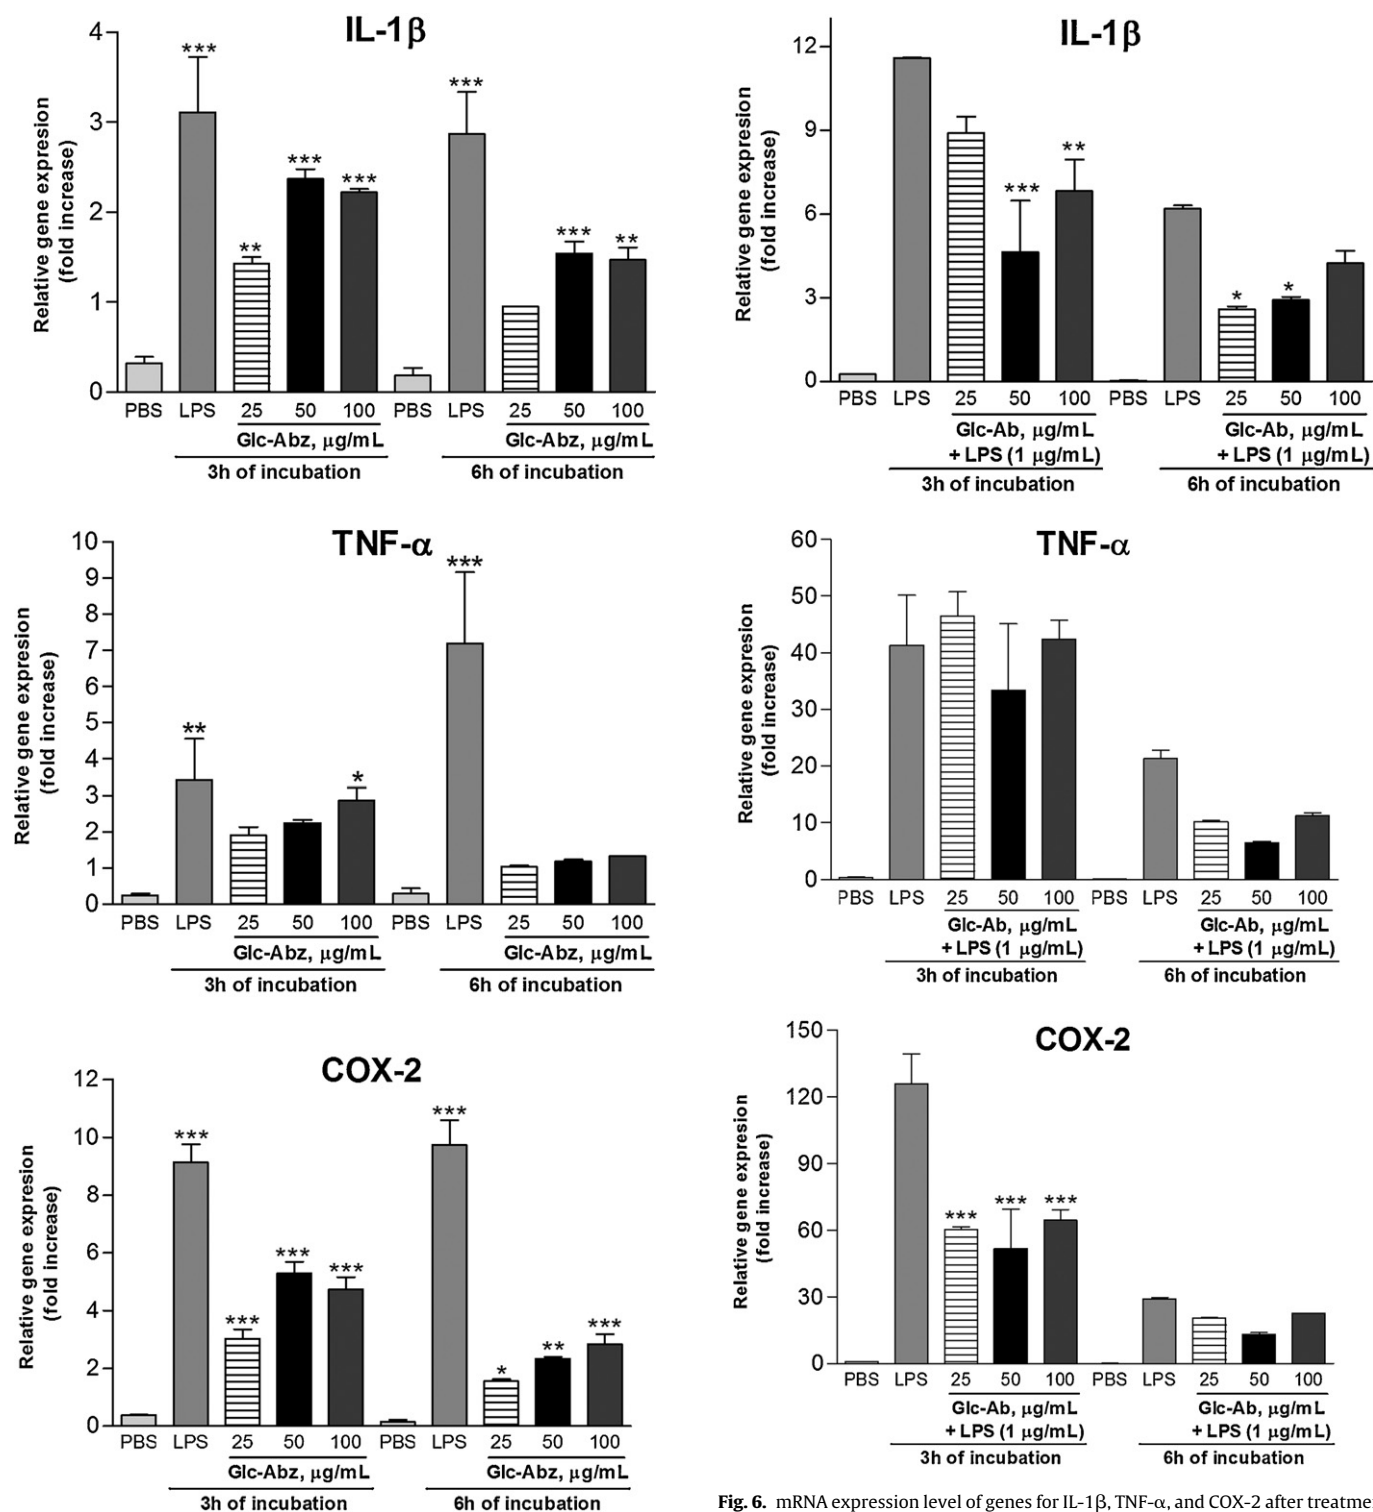 IL-1β
Relative gene expresion
(fold increase)
4
3
2
1
0
***
***
**
***
***
***
***
**
PBS LPS 25 50 100 PBS LPS 25 50 100
Glc-Abz, μg/mL Glc-Abz, μg/mL
3h of incubation 6h of incubation
TNF-α
Relative gene expresion
(fold increase)
10
9
8
7
6
5
4
3
2
1
0
**
*
***
PBS LPS 25 50 100 PBS LPS 25 50 100
Glc-Abz, μg/mL Glc-Abz, μg/mL
3h of incubation 6h of incubation
COX-2
Relative gene expresion
(fold increase)
12
10
8
6
4
2
0
***
***
***
***
***
*
**
***
PBS LPS 25 50 100 PBS LPS 25 50 100
Glc-Abz, μg/mL Glc-Abz, μg/mL
3h of incubation 6h of incubation
IL-1β
Relative gene expresion
(fold increase)
12
9
6
3
0
***
**
*
*
PBS LPS 25 50 100 PBS LPS 25 50 100
Glc-Ab, μg/mL Glc-Ab, μg/mL
+ LPS (1 μg/mL) + LPS (1 μg/mL)
3h of incubation 6h of incubation
TNF-α
Relative gene expresion
(fold increase)
60
50
40
30
20
10
0
PBS LPS 25 50 100 PBS LPS 25 50 100
Glc-Ab, μg/mL Glc-Ab, μg/mL
+ LPS (1 μg/mL) + LPS (1 μg/mL)
3h of incubation 6h of incubation
COX-2
Relative gene expresion
(fold increase)
150
120
90
60
30
0
***
***
***
PBS LPS 25 50 100 PBS LPS 25 50 100
Glc-Ab, μg/mL Glc-Ab, μg/mL
+ LPS (1 μg/mL) + LPS (1 μg/mL)
3h of incubation 6h of incubation
Fig. 6. mRNA expression level of genes for IL-1β, TNF-α, and COX-2 after treatme